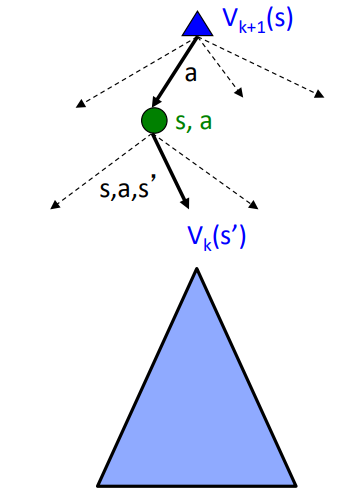 Vk+1(s)
a
s, a
s,a,s’
Vk(s’)